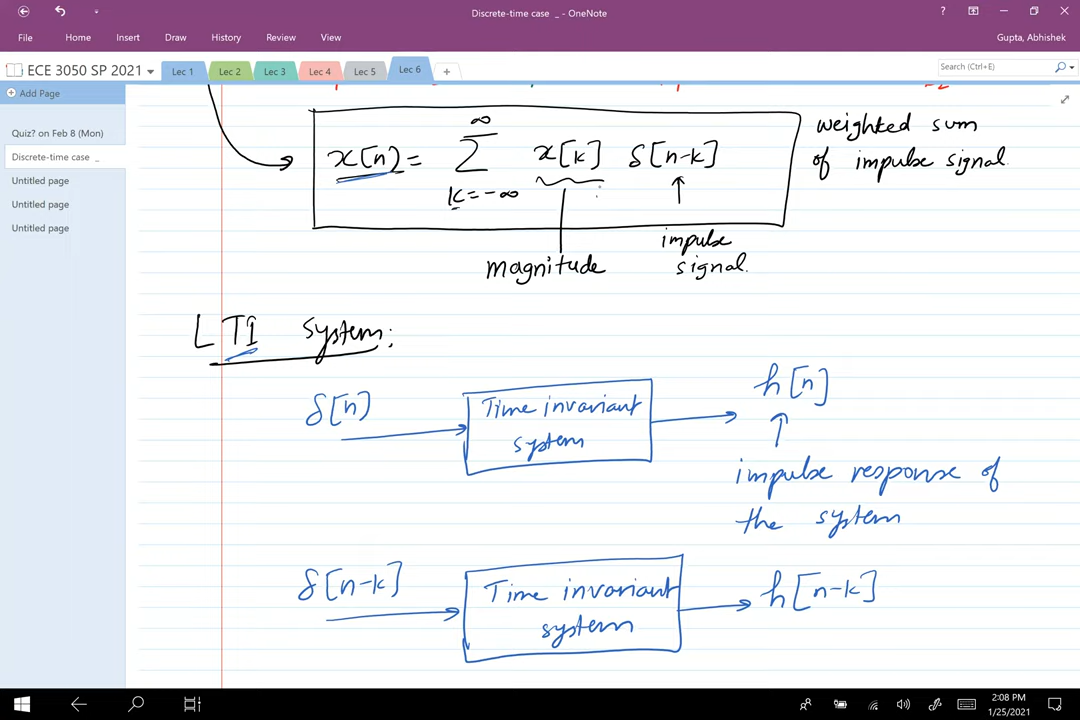 Discrete-time case _ - OneNote
File Home Insert Draw History Review View
Gupta, Abhishek
ECE 3050 SP 2021
Lec 1 Lec 2 Lec 3 Lec 4 Lec 5 Lec 6
Search (Ctrl+E)
Add Page
Quiz? on Feb 8 (Mon)
Discrete-time case _
Untitled page
Untitled page
Untitled page
∞
x[n] = Σ x[k] δ[n-k]
k=-∞
magnitude
impulse
signal.
weighted sum
of impulse signal.
LTI system:
δ[n]
Time invariant
system
h[n]
impulse response of
the system
δ[n-k]
Time invariant
system
h[n-k]
2:08 PM
1/25/2021